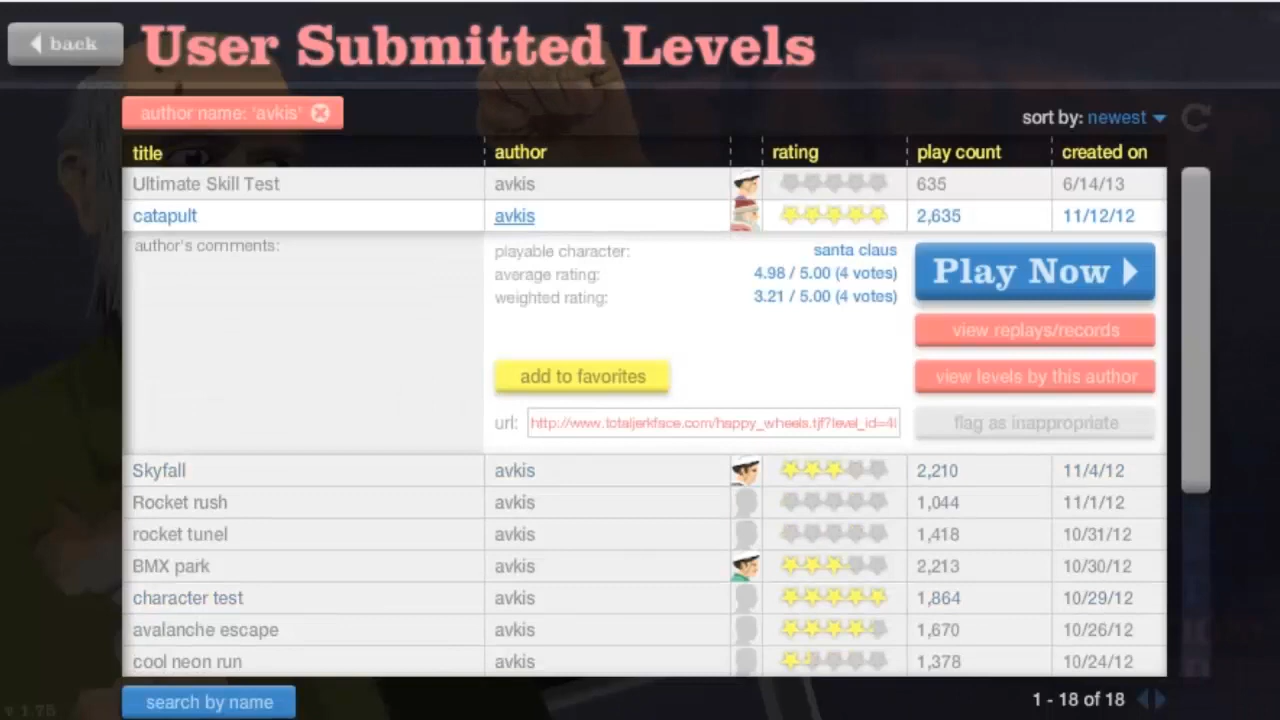 back
User Submitted Levels
author name: 'avkis'
sort by: newest
title author rating play count created on
Ultimate Skill Test avkis 635 6/14/13
catapult avkis 2,635 11/12/12
author's comments:
playable character: santa claus
average rating: 4.98 / 5.00 (4 votes)
weighted rating: 3.21 / 5.00 (4 votes)
Play Now
view replays/records
add to favorites
view levels by this author
url: http://www.totaljerkface.com/happy_wheels.tjf?level_id=4
flag as inappropriate
Skyfall avkis 2,210 11/4/12
Rocket rush avkis 1,044 11/1/12
rocket tunel avkis 1,418 10/31/12
BMX park avkis 2,213 10/30/12
character test avkis 1,864 10/29/12
avalanche escape avkis 1,670 10/26/12
cool neon run avkis 1,378 10/24/12
search by name
1 - 18 of 18
v 1.75